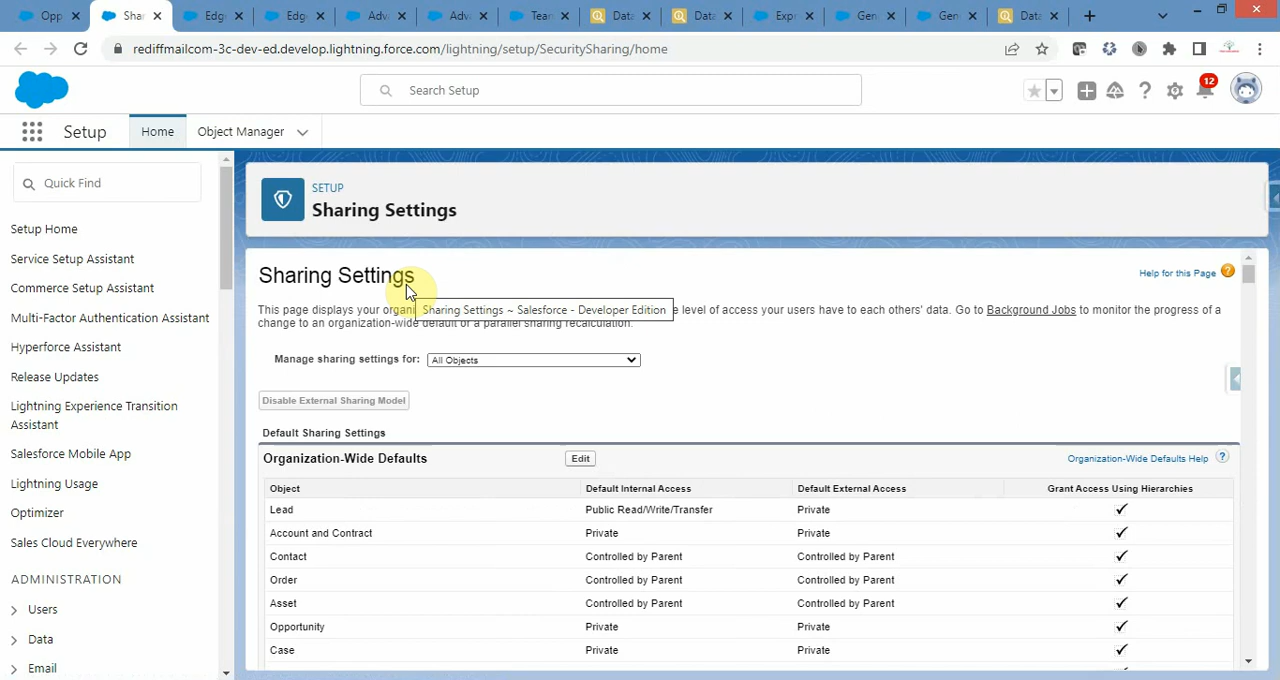 Opp
Shar
Edge
Edge
Adva
Adva
Tean
Data
Data
Expr
Gen
Gen
Data
rediffmailcom-3c-dev-ed.develop.lightning.force.com/lightning/setup/SecuritySharing/home
Search Setup
12
Setup Home Object Manager
Quick Find
Setup Home
Service Setup Assistant
Commerce Setup Assistant
Multi-Factor Authentication Assistant
Hyperforce Assistant
Release Updates
Lightning Experience Transition
Assistant
Salesforce Mobile App
Lightning Usage
Optimizer
Sales Cloud Everywhere
ADMINISTRATION
Users
Data
Email
SETUP
Sharing Settings
Sharing Settings
Help for this Page ?
This page displays your organi
Sharing Settings ~ Salesforce - Developer Edition
level of access your users have to each others' data. Go to Background Jobs to monitor the progress of a
change to an organization-wide default or a parallel sharing recalculation.
Manage sharing settings for: All Objects
Disable External Sharing Model
Default Sharing Settings
Organization-Wide Defaults Edit Organization-Wide Defaults Help ?
Object Default Internal Access Default External Access Grant Access Using Hierarchies
Lead Public Read/Write/Transfer Private ✓
Account and Contract Private Private ✓
Contact Controlled by Parent Controlled by Parent ✓
Order Controlled by Parent Controlled by Parent ✓
Asset Controlled by Parent Controlled by Parent ✓
Opportunity Private Private ✓
Case Private Private ✓